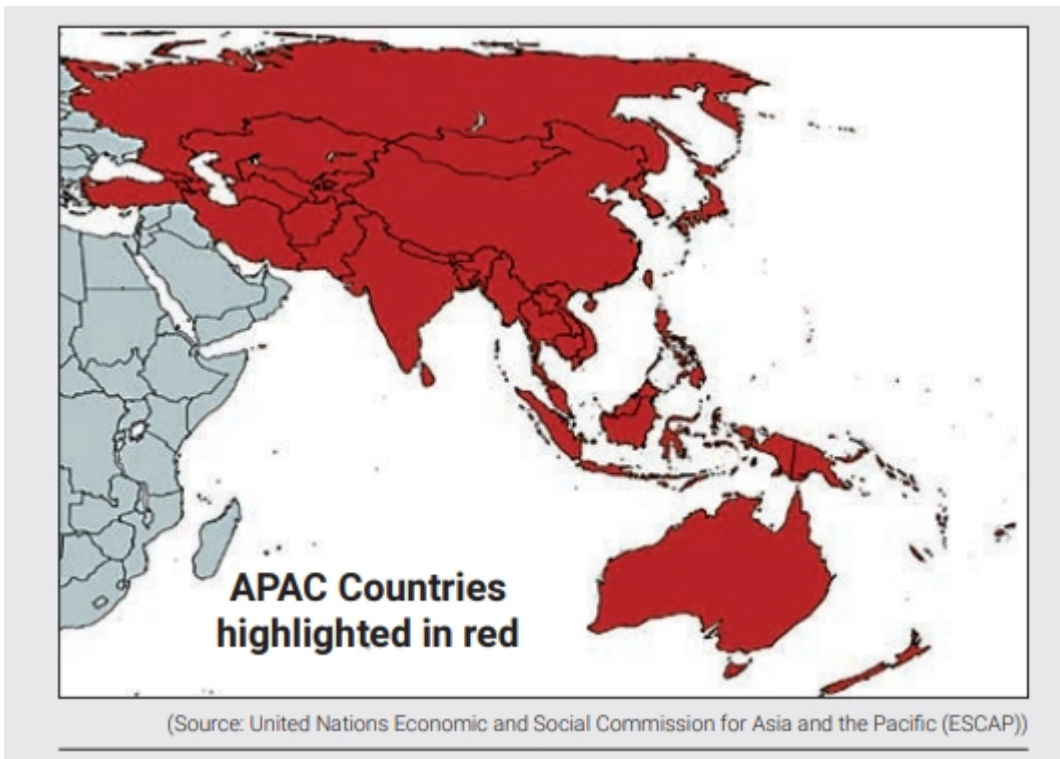 APAC Countries
highlighted in red
(Source: United Nations Economic and Social Commission for Asia and the Pacific (ESCAP))